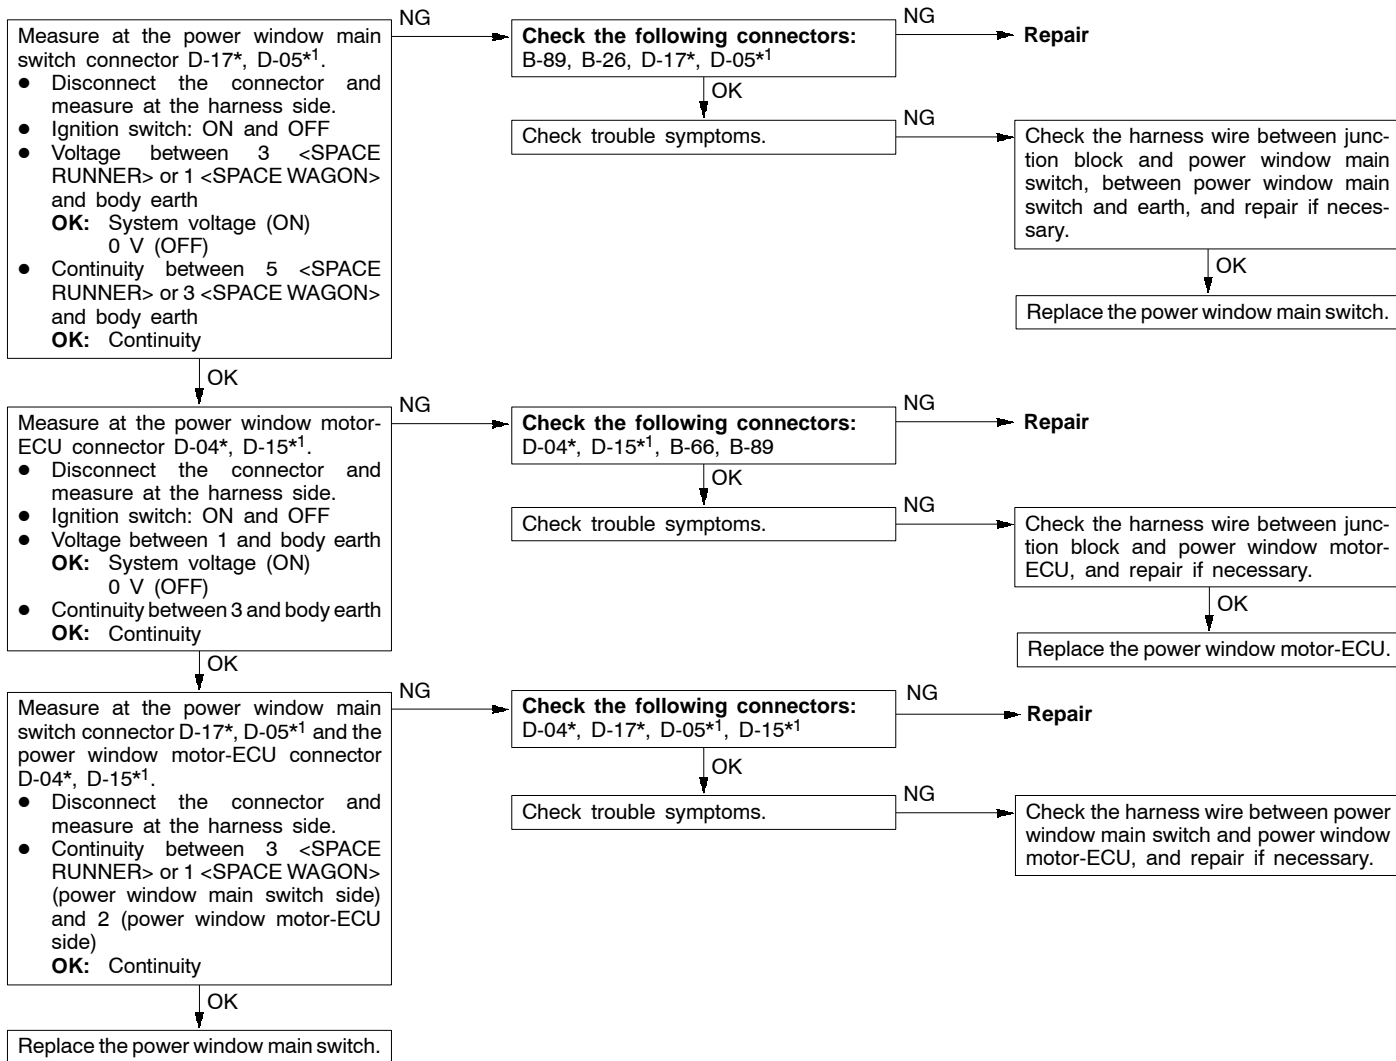 Measure at the power window main
switch connector D-17*, D-05*1.
● Disconnect the connector and
measure at the harness side.
● Ignition switch: ON and OFF
● Voltage between 3 <SPACE
RUNNER> or 1 <SPACE WAGON>
and body earth
OK: System voltage (ON)
0 V (OFF)
● Continuity between 5 <SPACE
RUNNER> or 3 <SPACE WAGON>
and body earth
OK: Continuity
NG
Check the following connectors:
B-89, B-26, D-17*, D-05*1
NG
Repair
OK
Check trouble symptoms.
NG
Check the harness wire between junc-
tion block and power window main
switch, between power window main
switch and earth, and repair if neces-
sary.
OK
Replace the power window main switch.
OK
Measure at the power window motor-
ECU connector D-04*, D-15*1.
● Disconnect the connector and
measure at the harness side.
● Ignition switch: ON and OFF
● Voltage between 1 and body earth
OK: System voltage (ON)
0 V (OFF)
● Continuity between 3 and body earth
OK: Continuity
NG
Check the following connectors:
D-04*, D-15*1, B-66, B-89
NG
Repair
OK
Check trouble symptoms.
NG
Check the harness wire between junc-
tion block and power window motor-
ECU, and repair if necessary.
OK
Replace the power window motor-ECU.
OK
Measure at the power window main
switch connector D-17*, D-05*1 and the
power window motor-ECU connector
D-04*, D-15*1.
● Disconnect the connector and
measure at the harness side.
● Continuity between 3 <SPACE
RUNNER> or 1 <SPACE WAGON>
(power window main switch side)
and 2 (power window motor-ECU
side)
OK: Continuity
NG
Check the following connectors:
D-04*, D-17*, D-05*1, D-15*1
NG
Repair
OK
Check trouble symptoms.
NG
Check the harness wire between power
window main switch and power window
motor-ECU, and repair if necessary.
OK
Replace the power window main switch.